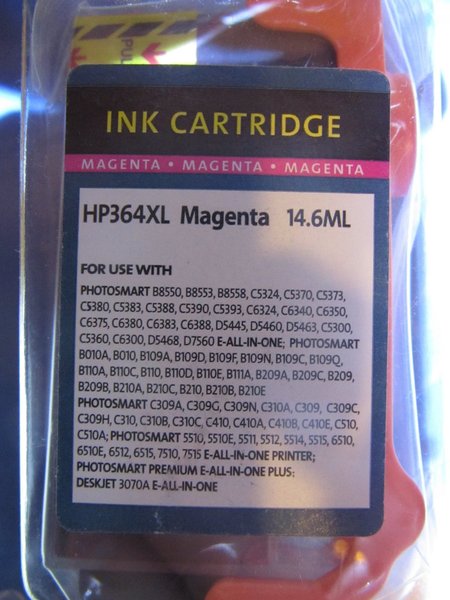 PULL
INK CARTRIDGE
MAGENTA • MAGENTA • MAGENTA
HP364XL Magenta 14.6ML
FOR USE WITH
PHOTOSMART B8550, B8553, B8558, C5324, C5370, C5373,
C5380, C5383, C5388, C5390, C5393, C6324, C6340, C6350,
C6375, C6380, C6383, C6388, D5445, D5460, D5463, C5300,
C5360, C6300, D5468, D7560 E-ALL-IN-ONE; PHOTOSMART
B010A, B010, B109A, B109D, B109F, B109N, B109C, B109Q,
B110A, B110C, B110, B110D, B110E, B111A, B209A, B209C, B209,
B209B, B210A, B210C, B210, B210B, B210E
PHOTOSMART C309A, C309G, C309N, C310A, C309, C309C,
C309H, C310, C310B, C310C, C410, C410A, C410B, C410E, C510,
C510A; PHOTOSMART 5510, 5510E, 5511, 5512, 5514, 5515, 6510,
6510E, 6512, 6515, 7510, 7515 E-ALL-IN-ONE PRINTER;
PHOTOSMART PREMIUM E-ALL-IN-ONE PLUS;
DESKJET 3070A E-ALL-IN-ONE